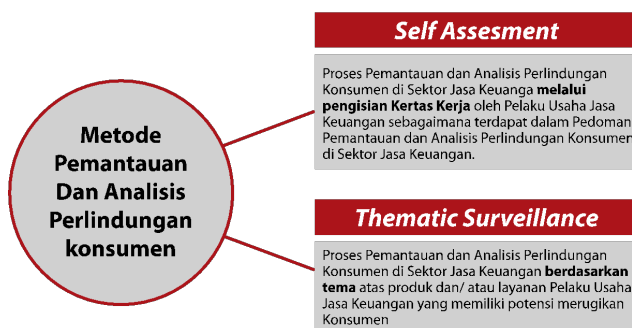 Metode
Pemantauan
Dan Analisis
Perlindungan
konsumen
Self Assesment
Proses Pemantauan dan Analisis Perlindungan
Konsumen di Sektor Jasa Keuanga melalui
pengisian Kertas Kerja oleh Pelaku Usaha Jasa
Keuangan sebagaimana terdapat dalam Pedoman
Pemantauan dan Analisis Perlindungan Konsumen
di Sektor Jasa Keuangan.
Thematic Surveillance
Proses Pemantauan dan Analisis Perlindungan
Konsumen di Sektor Jasa Keuangan berdasarkan
tema atas produk dan/ atau layanan Pelaku Usaha
Jasa Keuangan yang memiliki potensi merugikan
Konsumen